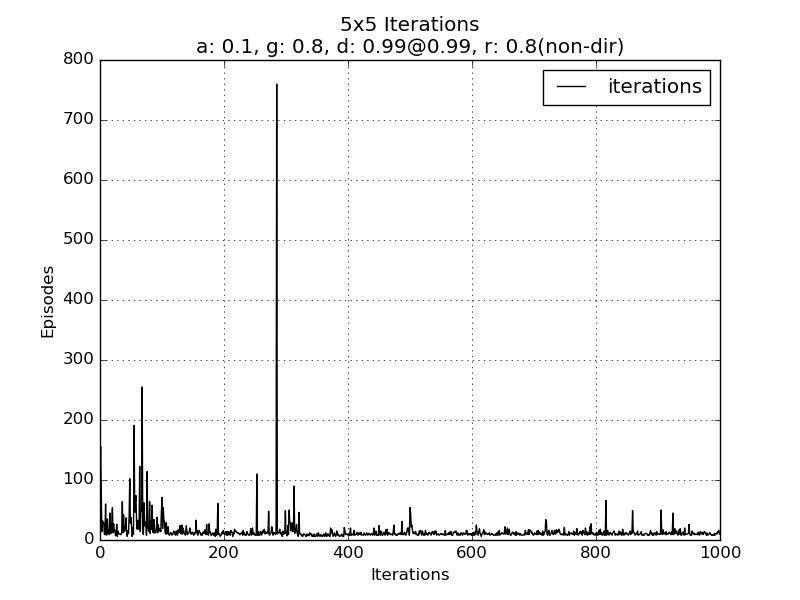 5x5 Iterations
a: 0.1, g: 0.8, d: 0.99@0.99, r: 0.8(non-dir)
iterations
800
700
600
500
400
300
200
100
0
Episodes
0 200 400 600 800 1000
Iterations